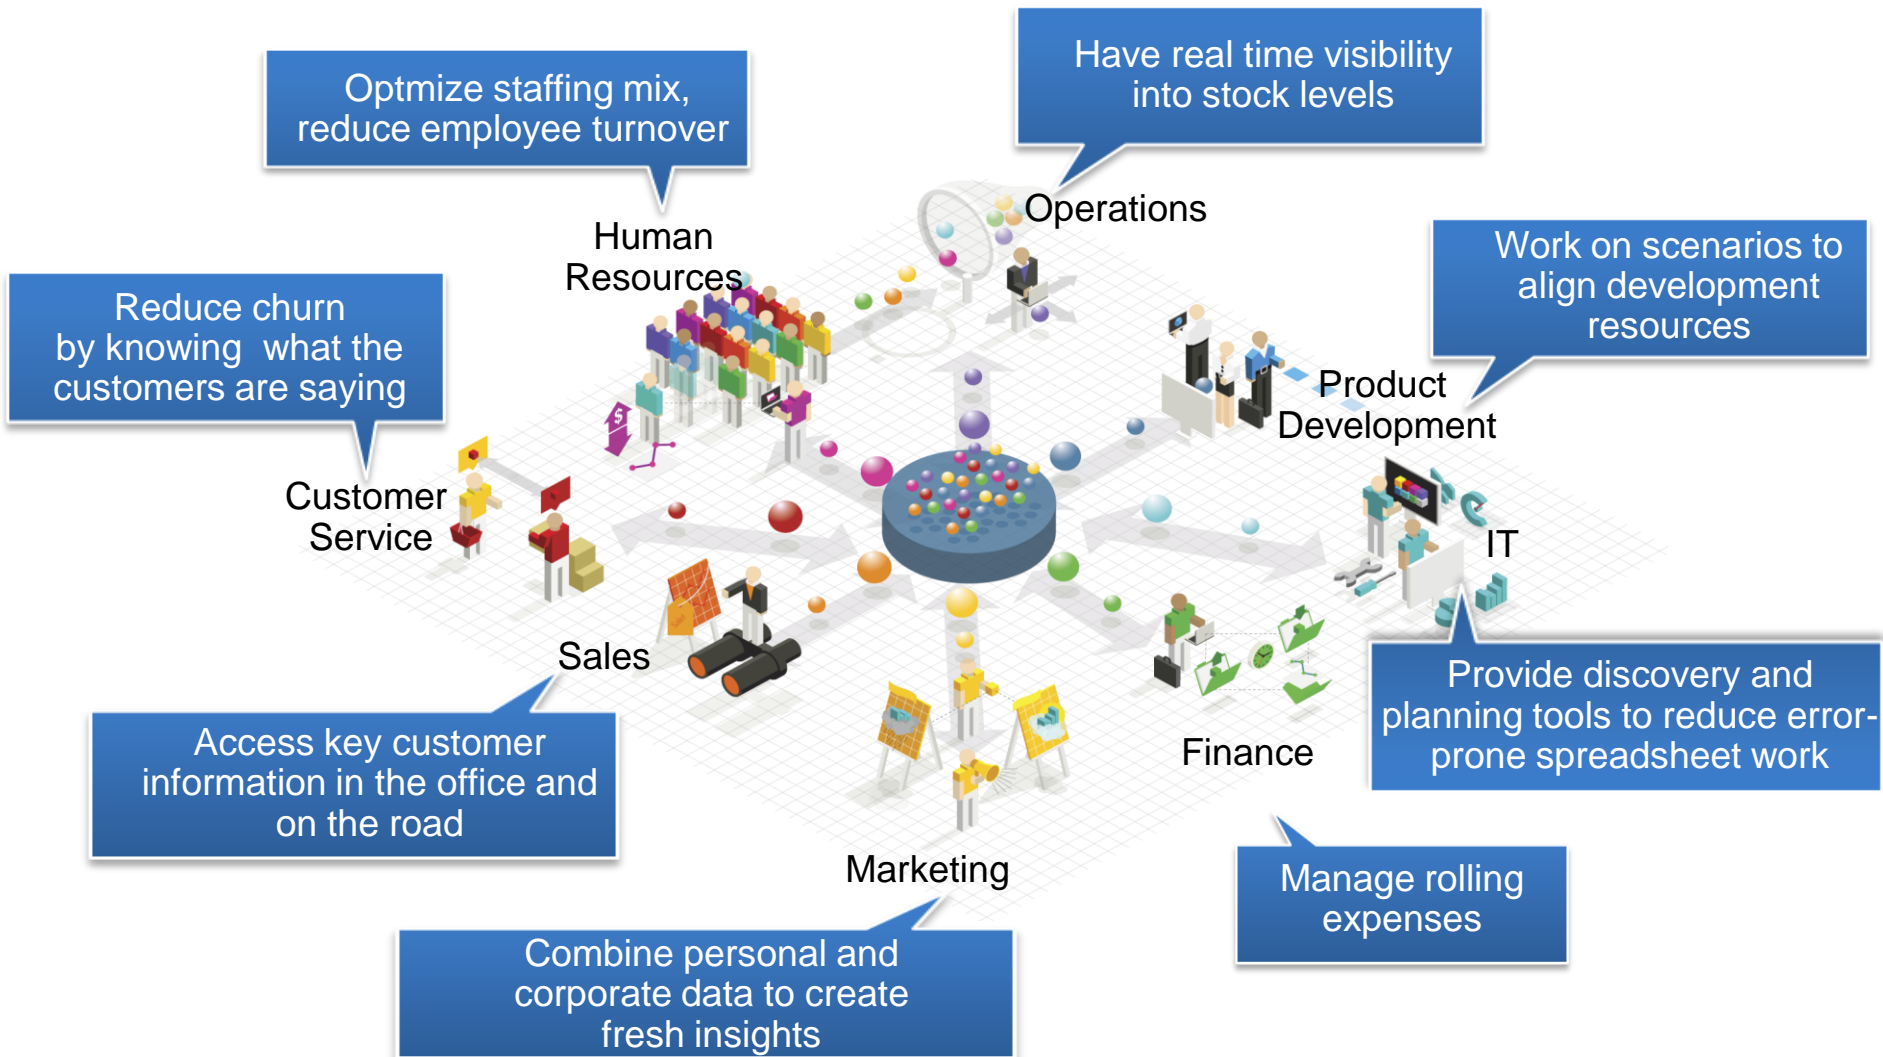 Have real time visibility
into stock levels
Optmize staffing mix,
reduce employee turnover
Operations
Human
Resources
Work on scenarios to
align development
resources
Reduce churn
by knowing  what the
customers are saying
Product
Development
Customer
Service
IT
Sales
Provide discovery and
planning tools to reduce error-
prone spreadsheet work
Access key customer
information in the office and
on the road
Finance
Marketing
Manage rolling
expenses
Combine personal and
corporate data to create
fresh insights
$